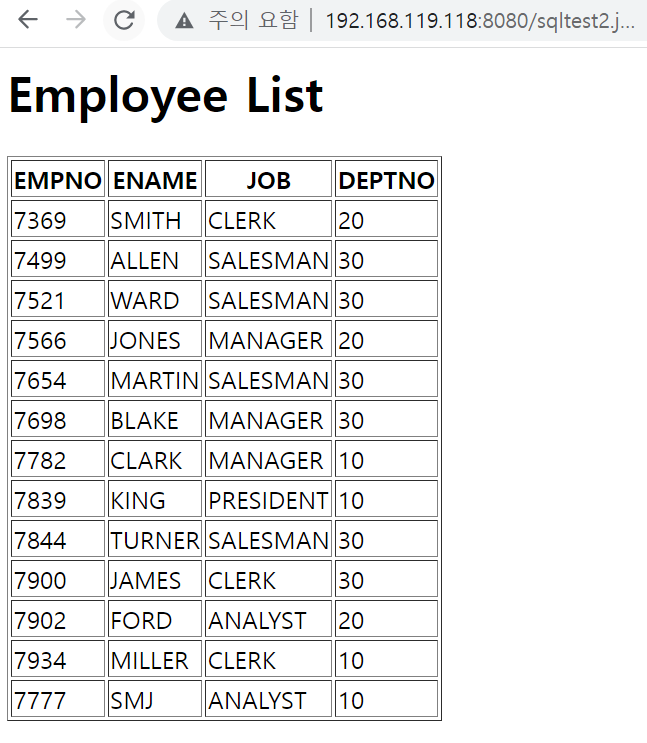 주의 요함 | 192.168.119.118:8080/sqltest2.j...
Employee List
EMPNO ENAME JOB DEPTNO
7369 SMITH CLERK 20
7499 ALLEN SALESMAN 30
7521 WARD SALESMAN 30
7566 JONES MANAGER 20
7654 MARTIN SALESMAN 30
7698 BLAKE MANAGER 30
7782 CLARK MANAGER 10
7839 KING PRESIDENT 10
7844 TURNER SALESMAN 30
7900 JAMES CLERK 30
7902 FORD ANALYST 20
7934 MILLER CLERK 10
7777 SMJ ANALYST 10